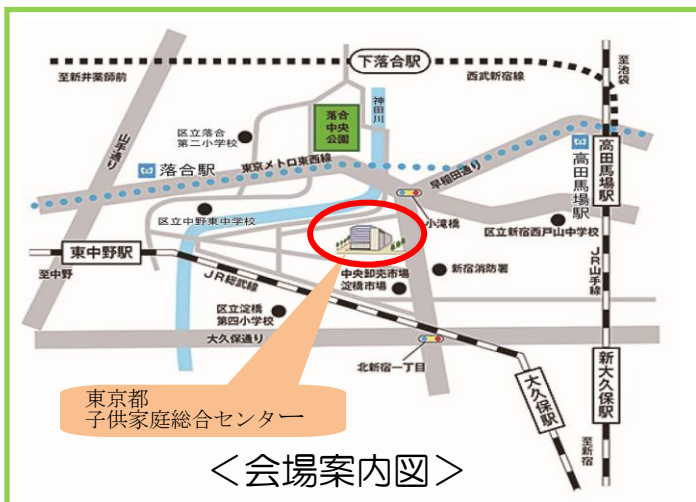 下落合駅
至新井薬師前
西武新宿線
至池袋
神田川
落合
中央
公園
区立落合
第二小学校
山手通り
落合駅
東京メトロ東西線
早稲田通り
高田馬場駅
高田馬場駅
小滝橋
区立中野東中学校
区立新宿西戸山中学校
東中野駅
至中野
JR総武線
中央卸売市場
淀橋市場
新宿消防署
JR山手線
区立淀橋
第四小学校
大久保通り
北新宿一丁目
大久保駅
新大久保駅
至新宿
東京都
子供家庭総合センター
＜会場案内図＞